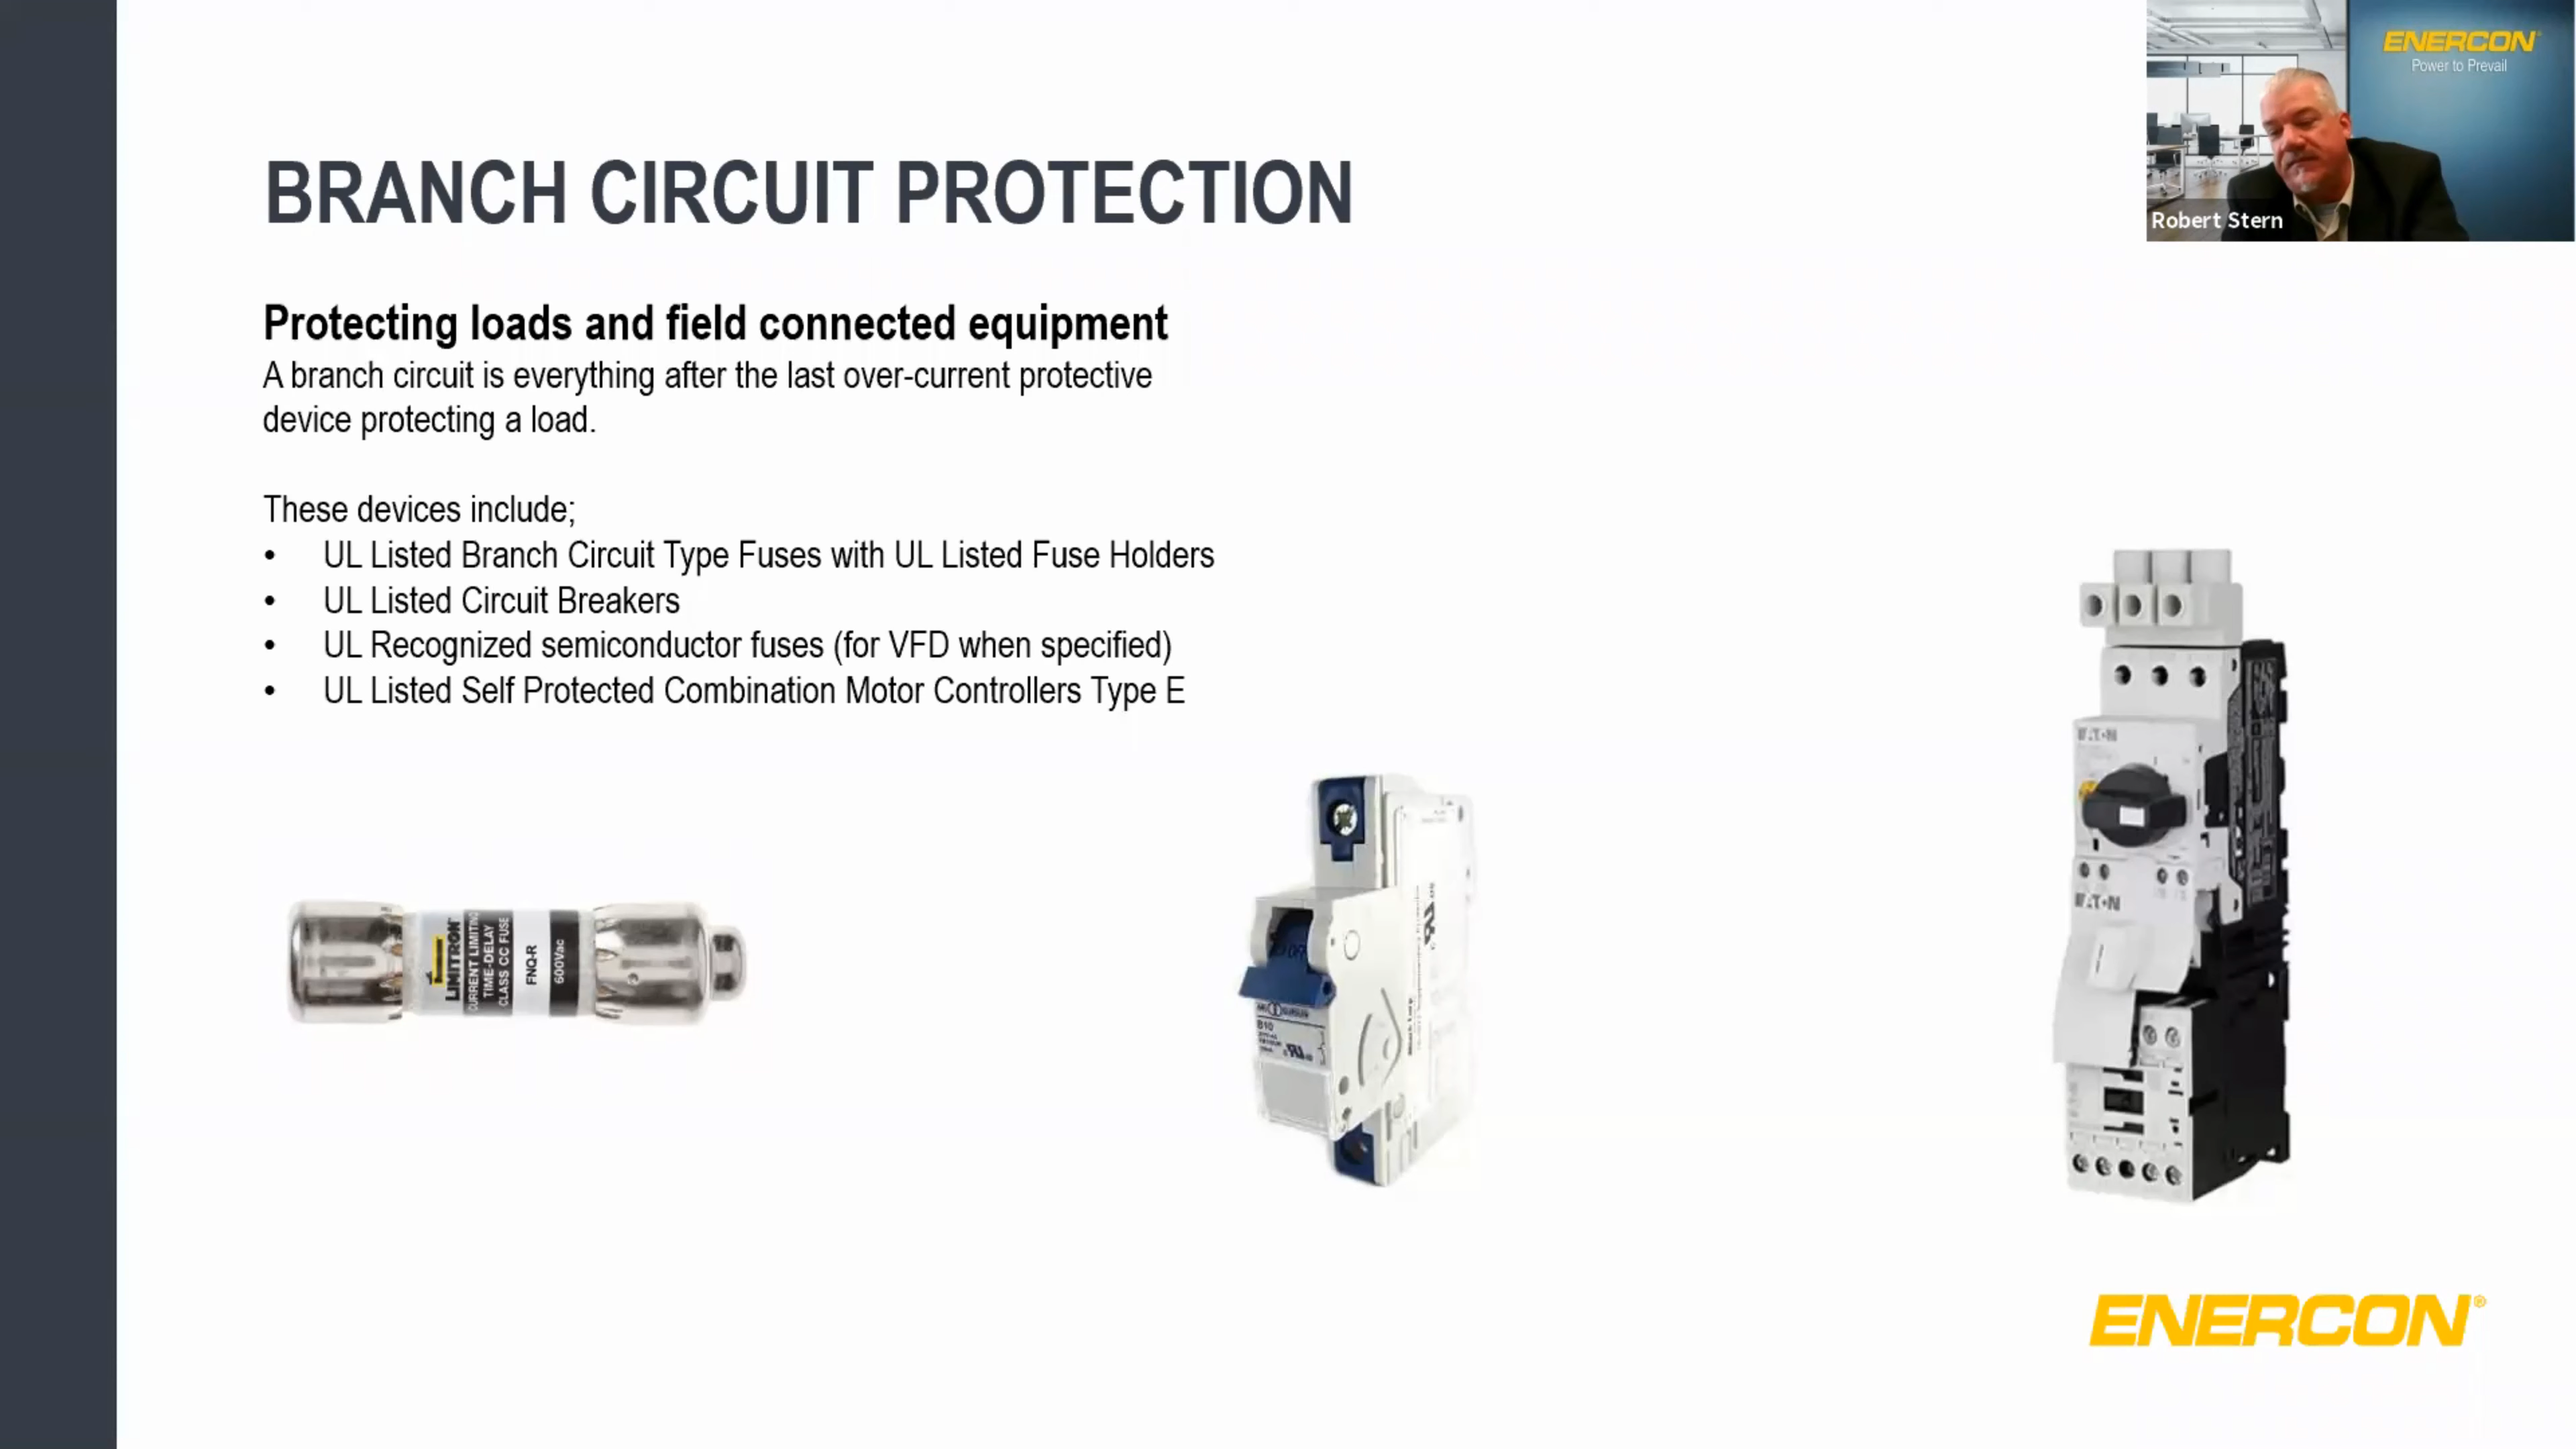 ENERCON
Power to Prevail
Robert Stern
BRANCH CIRCUIT PROTECTION
Protecting loads and field connected equipment
A branch circuit is everything after the last over-current protective
device protecting a load.
These devices include;
• UL Listed Branch Circuit Type Fuses with UL Listed Fuse Holders
• UL Listed Circuit Breakers
• UL Recognized semiconductor fuses (for VFD when specified)
• UL Listed Self Protected Combination Motor Controllers Type E
LIMITRON
CURRENT LIMITING
TIME-DELAY
CLASS CC FUSE
FNQ-R
600Vac
OFF
B10
EATON
EATON
ENERCON®